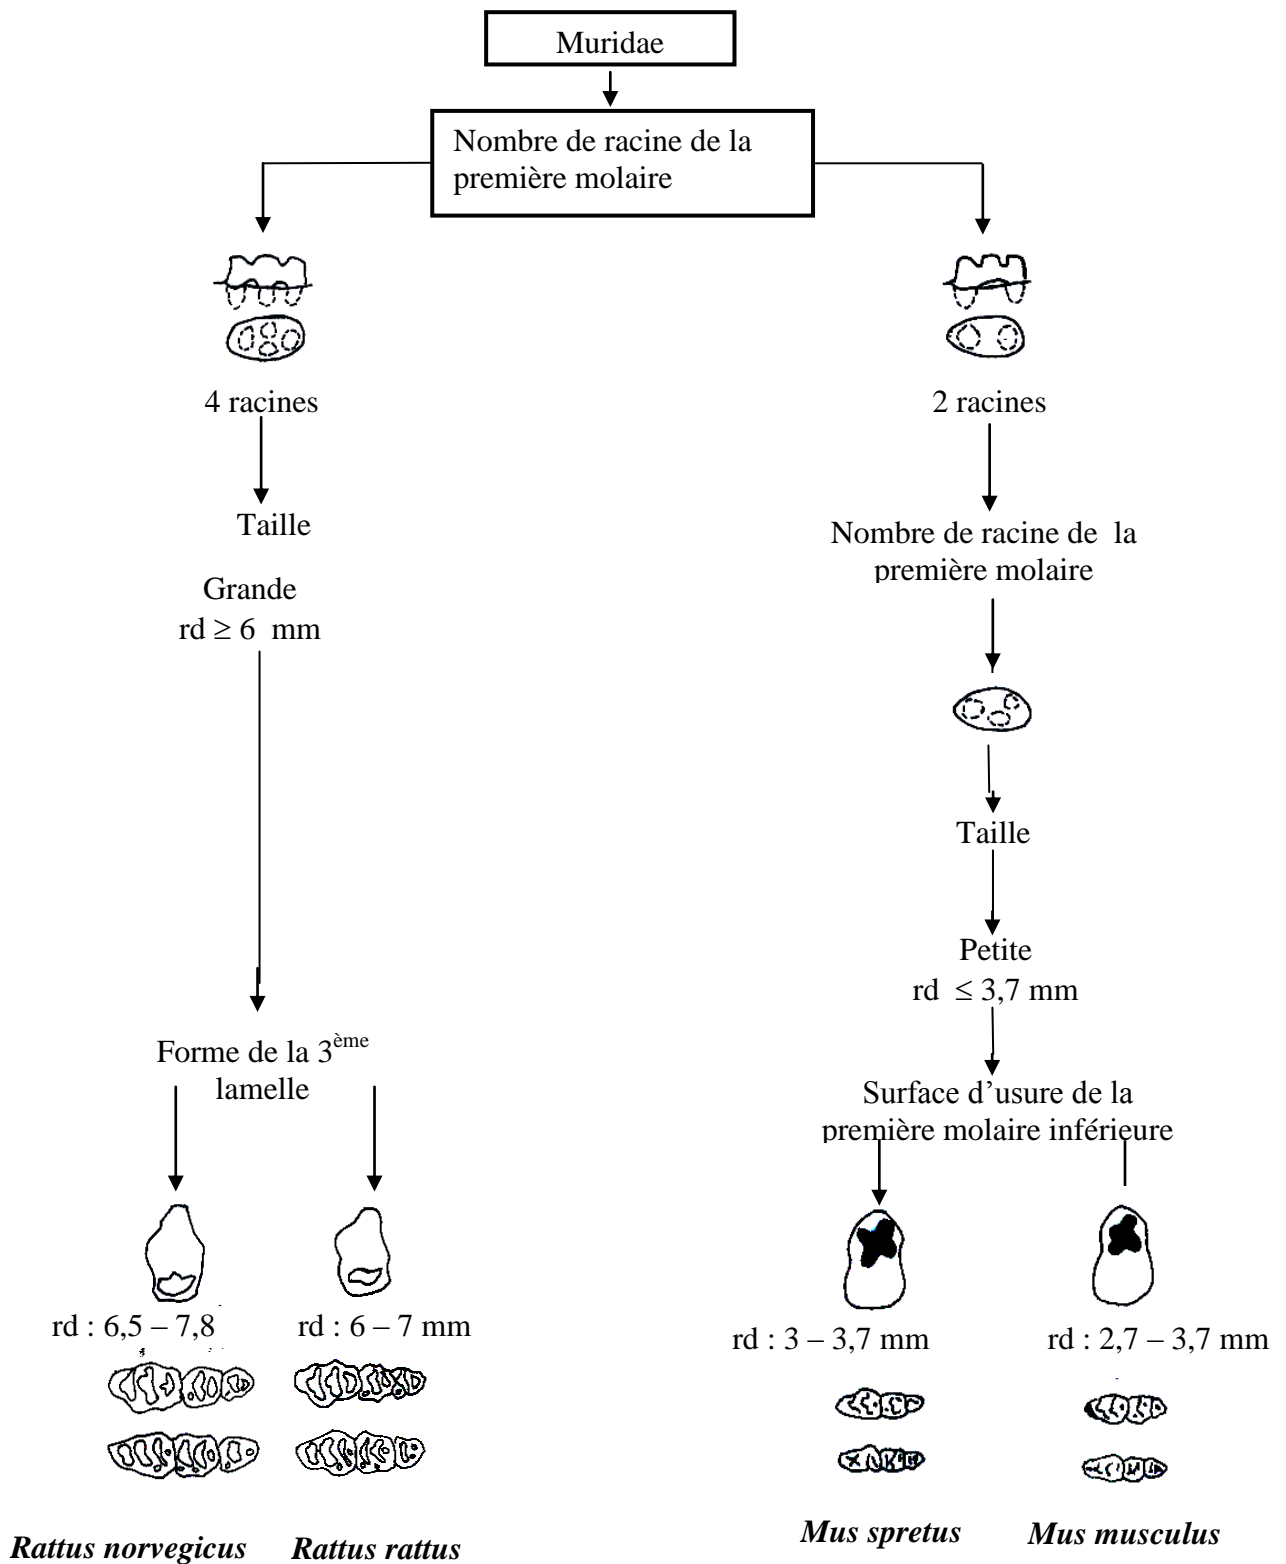 Muridae
Nombre de racine de la
première molaire
4 racines
2 racines
Taille
Grande
rd ≥ 6 mm
Nombre de racine de la
première molaire
Taille
Petite
rd ≤ 3,7 mm
Forme de la 3ème
lamelle
Surface d’usure de la
première molaire inférieure
rd : 6,5 – 7,8
rd : 6 – 7 mm
rd : 3 – 3,7 mm
rd : 2,7 – 3,7 mm
Rattus norvegicus
Rattus rattus
Mus spretus
Mus musculus